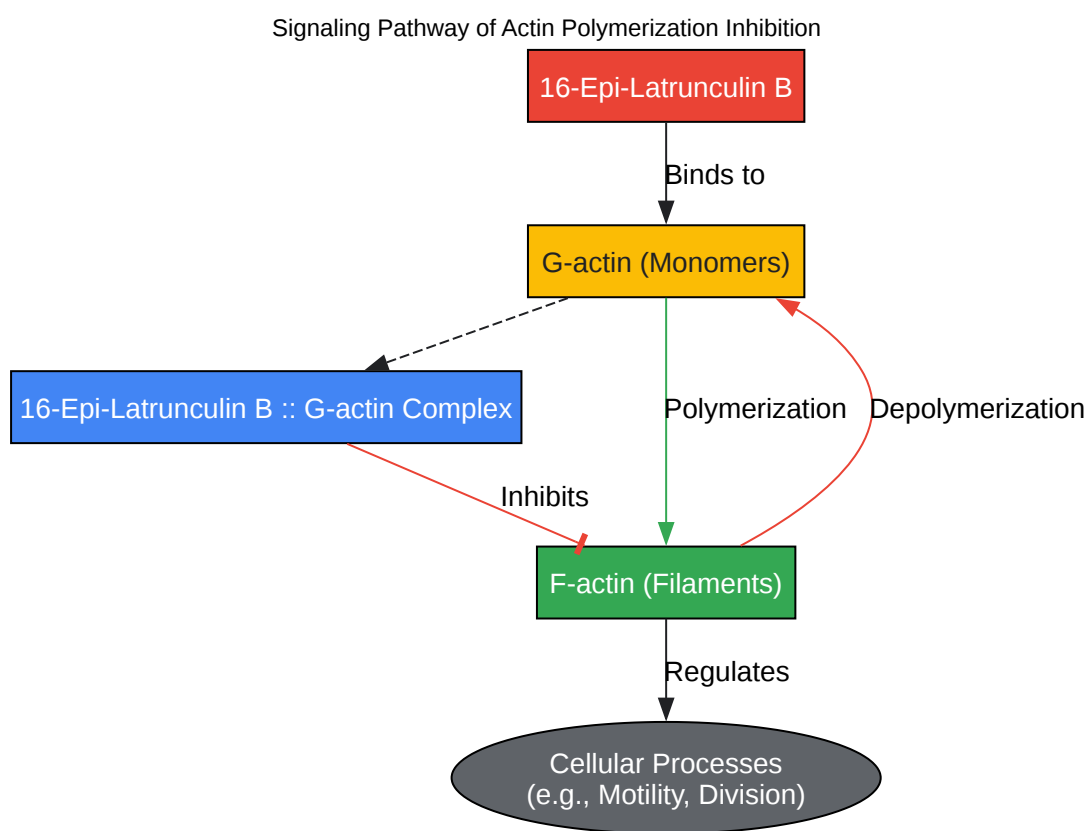 Signaling Pathway of Actin Polymerization Inhibition
16-Epi-Latrunculin B
Binds to
G-actin (Monomers)
16-Epi-Latrunculin B :: G-actin Complex
Polymerization
Depolymerization
Inhibits
F-actin (Filaments)
Regulates
Cellular Processes
(e.g., Motility, Division)